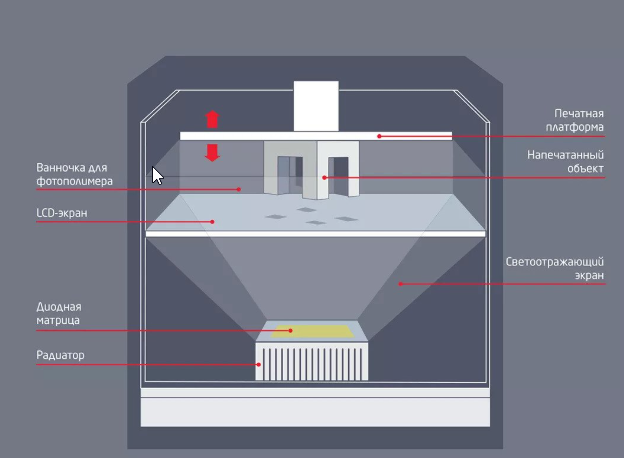 Печатная
платформа
Напечатанный
объект
Ванночка для
фотополимера
LCD-экран
Светоотражающий
экран
Диодная
матрица
Радиатор